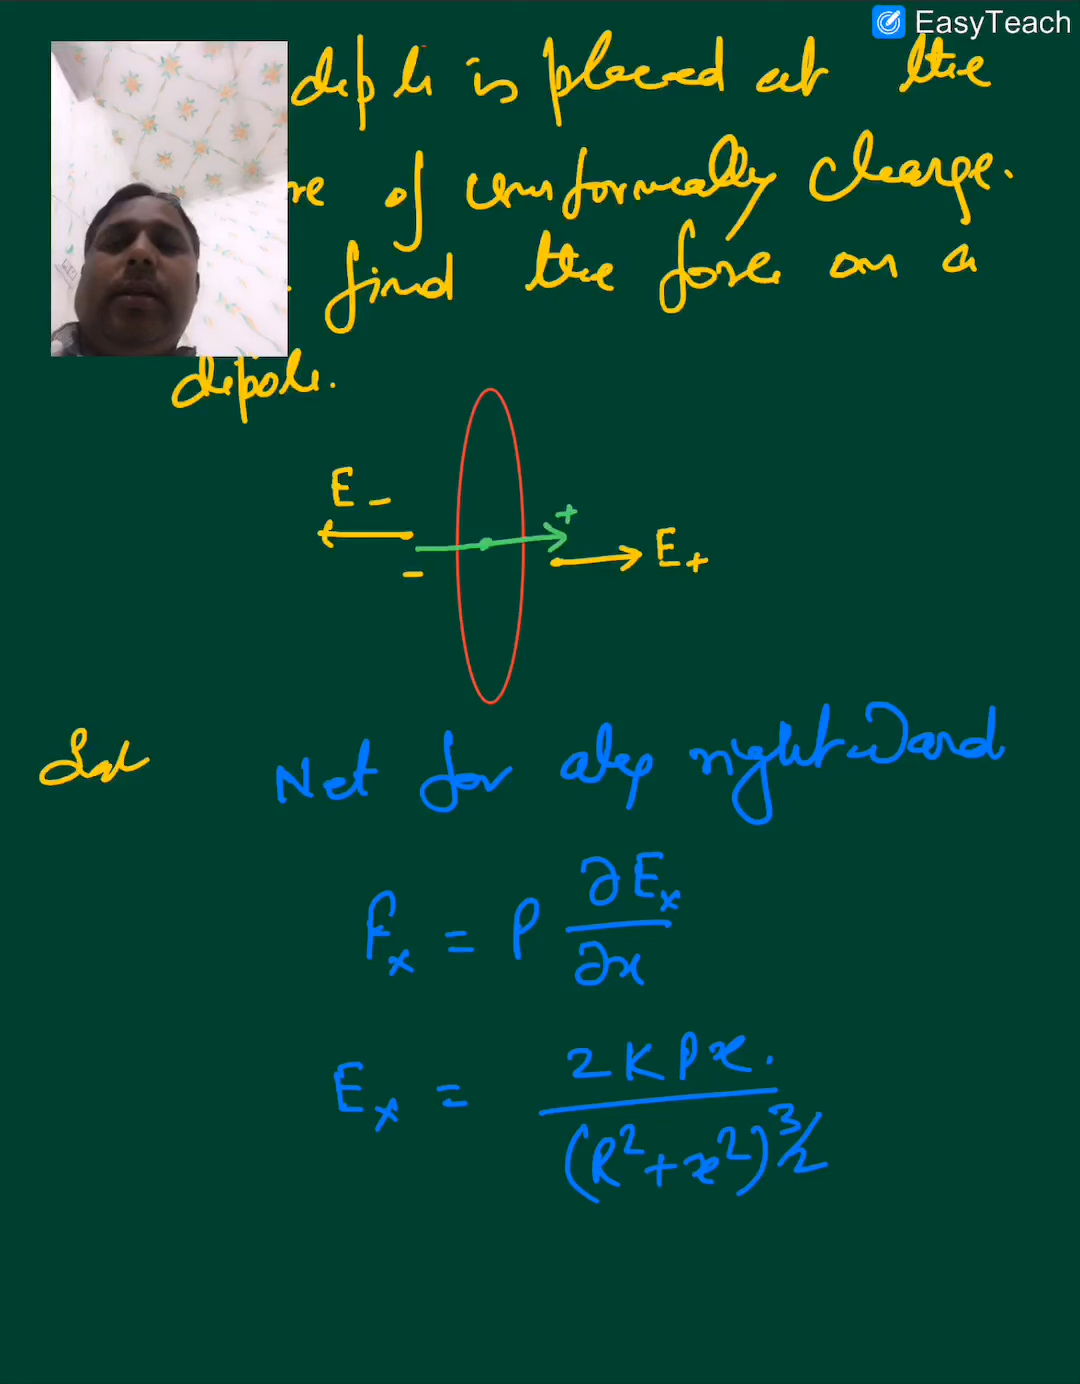 EasyTeach
dipole is placed at the
re of uniformally charge.
find the force on a
dipole.
E-
+
E+
-
Sol
Net for along rightward
Fx = P ∂Ex/∂x
Ex = 2KPx. / (R²+x²)^3/2